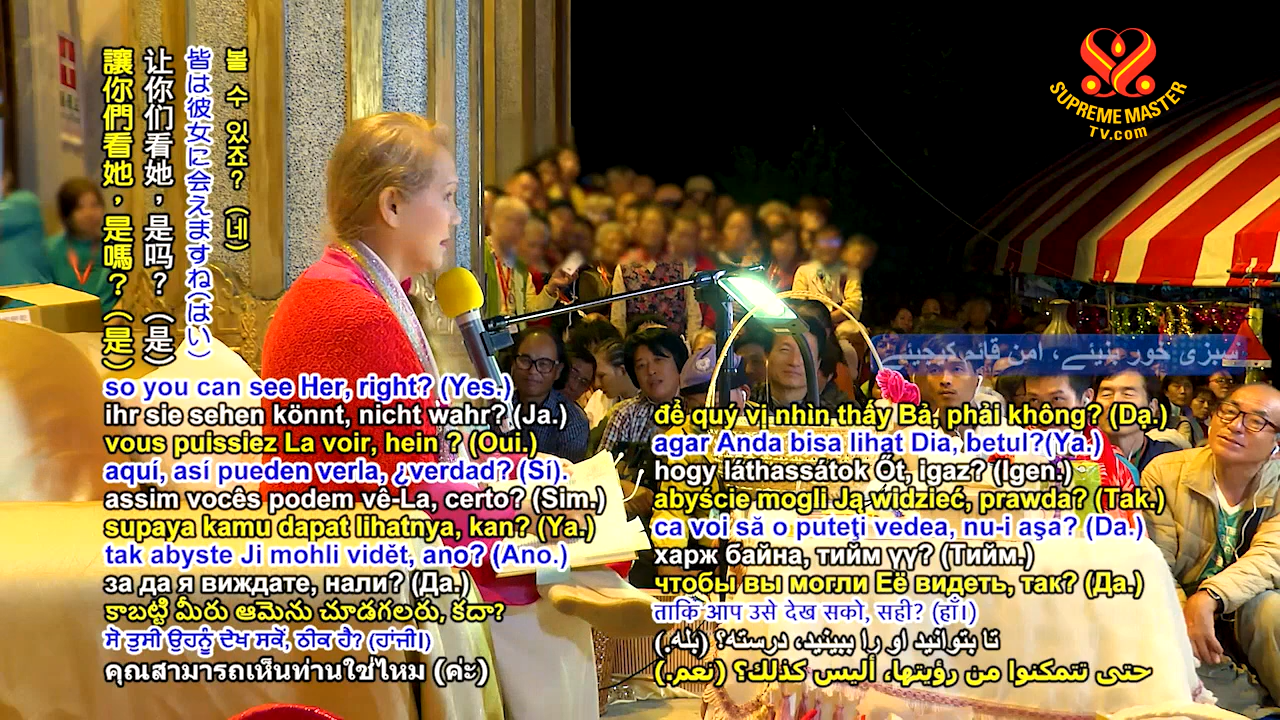 SUPREME MASTER
TV.com
볼 수 있죠? (네)
皆は彼女に会えますね(はい)
让你们看她，是吗？（是）
讓你們看她，是嗎？（是）
سبزی خور بنیئے، امن قائم کیجیئے
so you can see Her, right? (Yes.)
ihr sie sehen könnt, nicht wahr? (Ja.)
vous puissiez La voir, hein ? (Oui.)
aquí, así pueden verla, ¿verdad? (Sí).
assim vocês podem vê-La, certo? (Sim.)
supaya kamu dapat lihatnya, kan? (Ya.)
tak abyste Ji mohli vidět, ano? (Ano.)
за да я виждате, нали? (Да.)
కాబట్టి మీరు ఆమెను చూడగలరు, కదా?
ਸੋ ਤੁਸੀ ਉਹਨੂੰ ਦੇਖ ਸਕੋਂ, ਠੀਕ ਹੈ? (ਹਾਂਜੀ।)
คุณสามารถเห็นท่านใช่ไหม (ค่ะ)
để quý vị nhìn thấy Bà, phải không? (Dạ.)
agar Anda bisa lihat Dia, betul?(Ya.)
hogy láthassátok Őt, igaz? (Igen.)
abyście mogli Ją widzieć, prawda? (Tak.)
ca voi să o puteţi vedea, nu-i aşa? (Da.)
харж байна, тийм үү? (Тийм.)
чтобы вы могли Её видеть, так? (Да.)
ताकि आप उसे देख सको, सही? (हाँ।)
تا بتوانید او را ببینید، درسته؟ (بله.)
حتى تتمكنوا من رؤيتها، أليس كذلك؟ (نعم.)